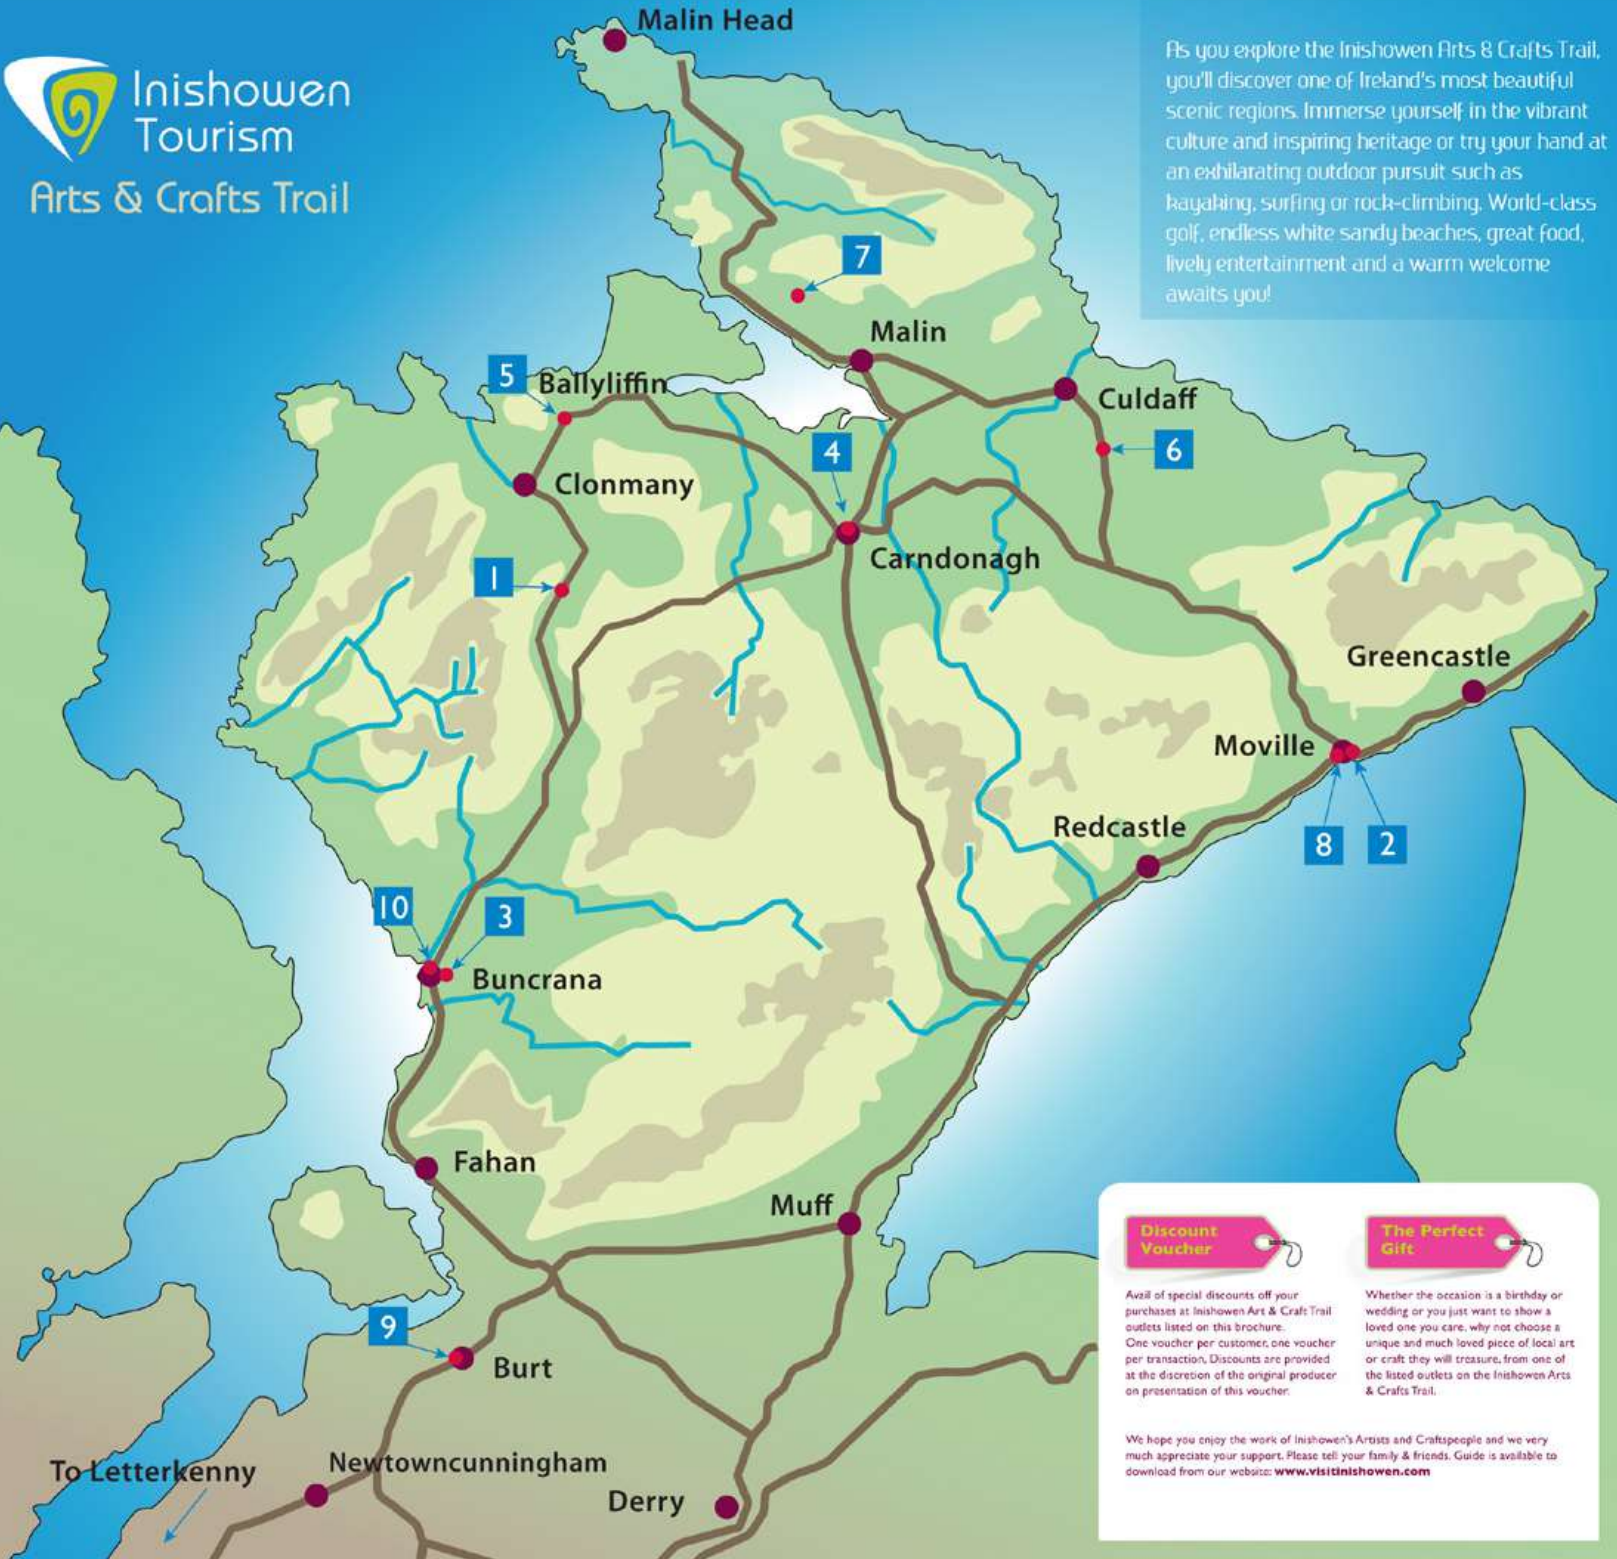 Inishowen
Tourism
Arts & Crafts Trail
As you explore the Inishowen Arts & Crafts Trail,
you'll discover one of Ireland's most beautiful
scenic regions. Immerse yourself in the vibrant
culture and inspiring heritage or try your hand at
an exhilarating outdoor pursuit such as
kayaking, surfing or rock-climbing. World-class
golf, endless white sandy beaches, great food,
lively entertainment and a warm welcome
awaits you!
Malin Head
7
Malin
5
Ballyliffin
Culdaff
4
6
Clonmany
Carndonagh
1
Greencastle
Moville
Redcastle
8
2
10
3
Buncrana
Fahan
Muff
9
Burt
To Letterkenny
Newtowncunningham
Derry
Discount
Voucher
Avail of special discounts off your
purchases at Inishowen Art & Craft Trail
outlets listed on this brochure.
One voucher per customer, one voucher
per transaction, Discounts are provided
at the discretion of the original producer
on presentation of this voucher.
The Perfect
Gift
Whether the occasion is a birthday or
wedding or you just want to show a
loved one you care, why not choose a
unique and much loved piece of local art
or craft they will treasure, from one of
the listed outlets on the Inishowen Arts
& Crafts Trail.
We hope you enjoy the work of Inishowen's Artists and Craftspeople and we very
much appreciate your support. Please tell your family & friends. Guide is available to
download from our website: www.visitinishowen.com